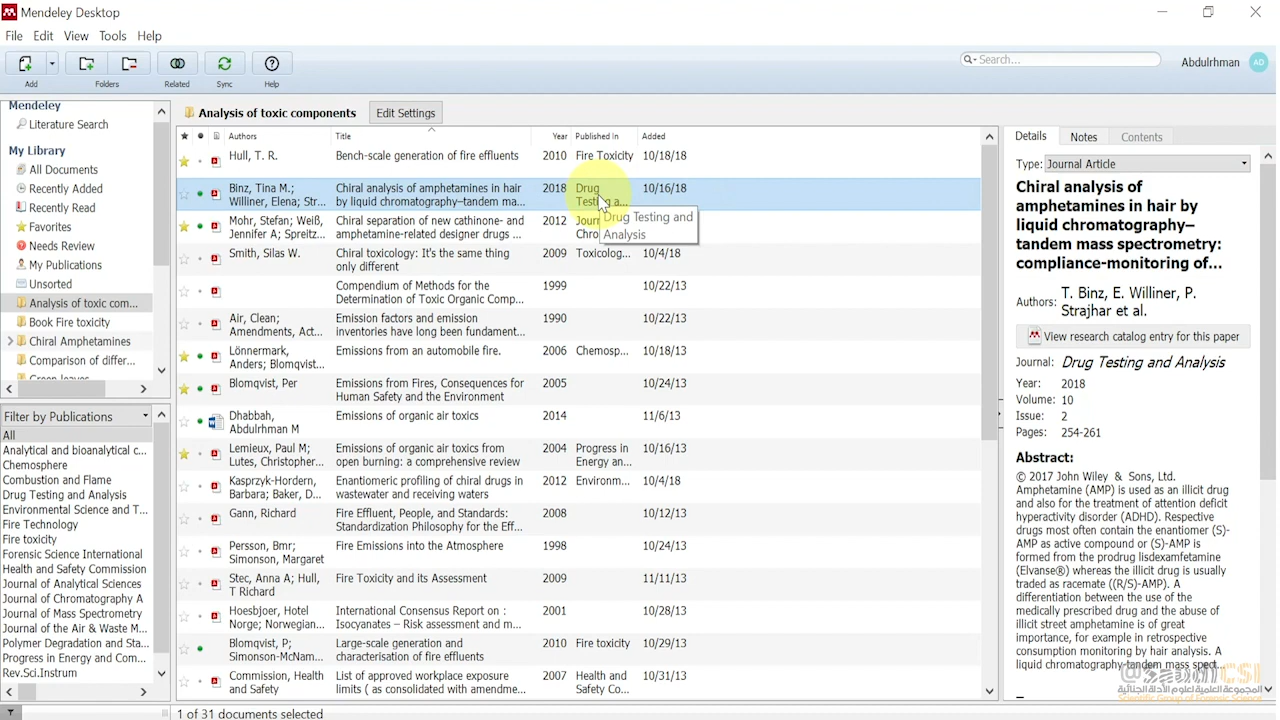 Mendeley Desktop
File Edit View Tools Help
Search...
Abdulrhman AD
Add Folders Related Sync Help
Mendeley
Literature Search
My Library
All Documents
Recently Added
Recently Read
Favorites
Needs Review
My Publications
Unsorted
Analysis of toxic com...
Book Fire toxicity
Chiral Amphetamines
Comparison of differ...
Green leaves
Filter by Publications
All
Analytical and bioanalytical c...
Chemosphere
Combustion and Flame
Drug Testing and Analysis
Environmental Science and T...
Fire Technology
Fire toxicity
Forensic Science International
Health and Safety Commission
Journal of Analytical Sciences
Journal of Chromatography A
Journal of Mass Spectrometry
Journal of the Air & Waste M...
Polymer Degradation and Sta...
Progress in Energy and Com...
Rev.Sci.Instrum
Analysis of toxic components Edit Settings
Authors Title Year Published In Added
Hull, T. R. Bench-scale generation of fire effluents 2010 Fire Toxicity 10/18/18
Binz, Tina M.; Chiral analysis of amphetamines in hair 2018 Drug 10/16/18
Williner, Elena; Str... by liquid chromatography–tandem ma... Testing a...
Drug Testing and
Analysis
Mohr, Stefan; Weiß, Chiral separation of new cathinone- and 2012
Jennifer A; Spreitz... amphetamine-related designer drugs ...
Smith, Silas W. Chiral toxicology: It's the same thing 2009 Toxicolog... 10/4/18
only different
Compendium of Methods for the 1999 10/22/13
Determination of Toxic Organic Comp...
Air, Clean; Emission factors and emission 1990 10/22/13
Amendments, Act... inventories have long been fundament...
Lönnermark, Emissions from an automobile fire. 2006 Chemosp... 10/18/13
Anders; Blomqvist...
Blomqvist, Per Emissions from Fires, Consequences for 2005 10/24/13
Human Safety and the Environment
Dhabbah, Emissions of organic air toxics 2014 11/6/13
Abdulrhman M
Lemieux, Paul M; Emissions of organic air toxics from 2004 Progress in 10/16/13
Lutes, Christopher... open burning: a comprehensive review Energy an...
Kasprzyk-Hordern, Enantiomeric profiling of chiral drugs in 2012 Environm... 10/4/18
Barbara; Baker, D... wastewater and receiving waters
Gann, Richard Fire Effluent, People, and Standards: 2008 10/12/13
Standardization Philosophy for the Eff...
Persson, Bmr; Fire Emissions into the Atmosphere 1998 10/24/13
Simonson, Margaret
Stec, Anna A; Hull, Fire Toxicity and its Assessment 2009 11/11/13
T Richard
Hoesbjoer, Hotel International Consensus Report on : 2001 10/28/13
Norge; Norwegian... Isocyanates – Risk assessment and m...
Blomqvist, P; Large-scale generation and 2010 Fire toxicity 10/29/13
Simonson-McNam... characterisation of fire effluents
Commission, Health List of approved workplace exposure 2007 Health and 10/31/13
and Safety limits ( as consolidated with amendme... Safety Co...
Details Notes Contents
Type: Journal Article
Chiral analysis of
amphetamines in hair by
liquid chromatography–
tandem mass spectrometry:
compliance-monitoring of...
Authors: T. Binz, E. Williner, P.
Strajhar et al.
View research catalog entry for this paper
Journal: Drug Testing and Analysis
Year: 2018
Volume: 10
Issue: 2
Pages: 254-261
Abstract:
© 2017 John Wiley & Sons, Ltd.
Amphetamine (AMP) is used as an illicit drug
and also for the treatment of attention deficit
hyperactivity disorder (ADHD). Respective
drugs most often contain the enantiomer (S)-
AMP as active compound or (S)-AMP is
formed from the prodrug lisdexamfetamine
(Elvanse®) whereas the illicit drug is usually
traded as racemate ((R/S)-AMP). A
differentiation between the use of the
medically prescribed drug and the abuse of
illicit street amphetamine is of great
importance, for example in retrospective
consumption monitoring by hair analysis. A
liquid chromatography-tandem mass spect...
@SaudiCSI
المجموعة العلمية لعلوم الأدلة الجنائية
Scientific Group of Forensic Science
1 of 31 documents selected